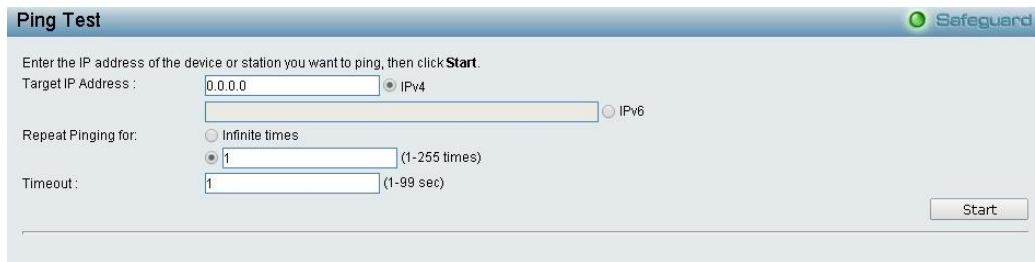 Ping Test
Safeguard
Enter the IP address of the device or station you want to ping, then click Start.
Target IP Address : 0.0.0.0 IPv4
IPv6
Repeat Pinging for: Infinite times
1 (1-255 times)
Timeout : 1 (1-99 sec)
Start